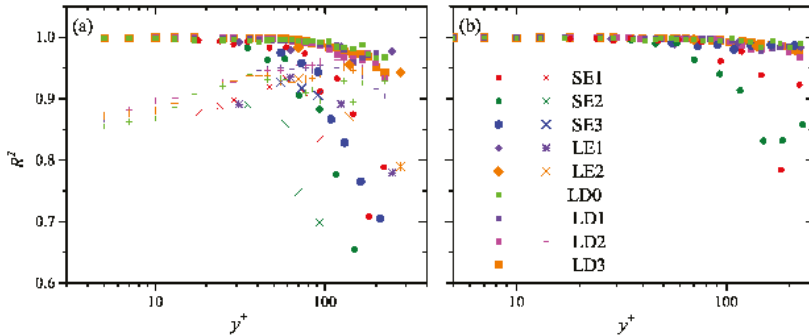 (a)
(b)
1.0
0.9
0.8
0.7
0.6
R²
10
100
y⁺
10
100
y⁺
SE1
SE2
SE3
LE1
LE2
LD0
LD1
LD2
LD3